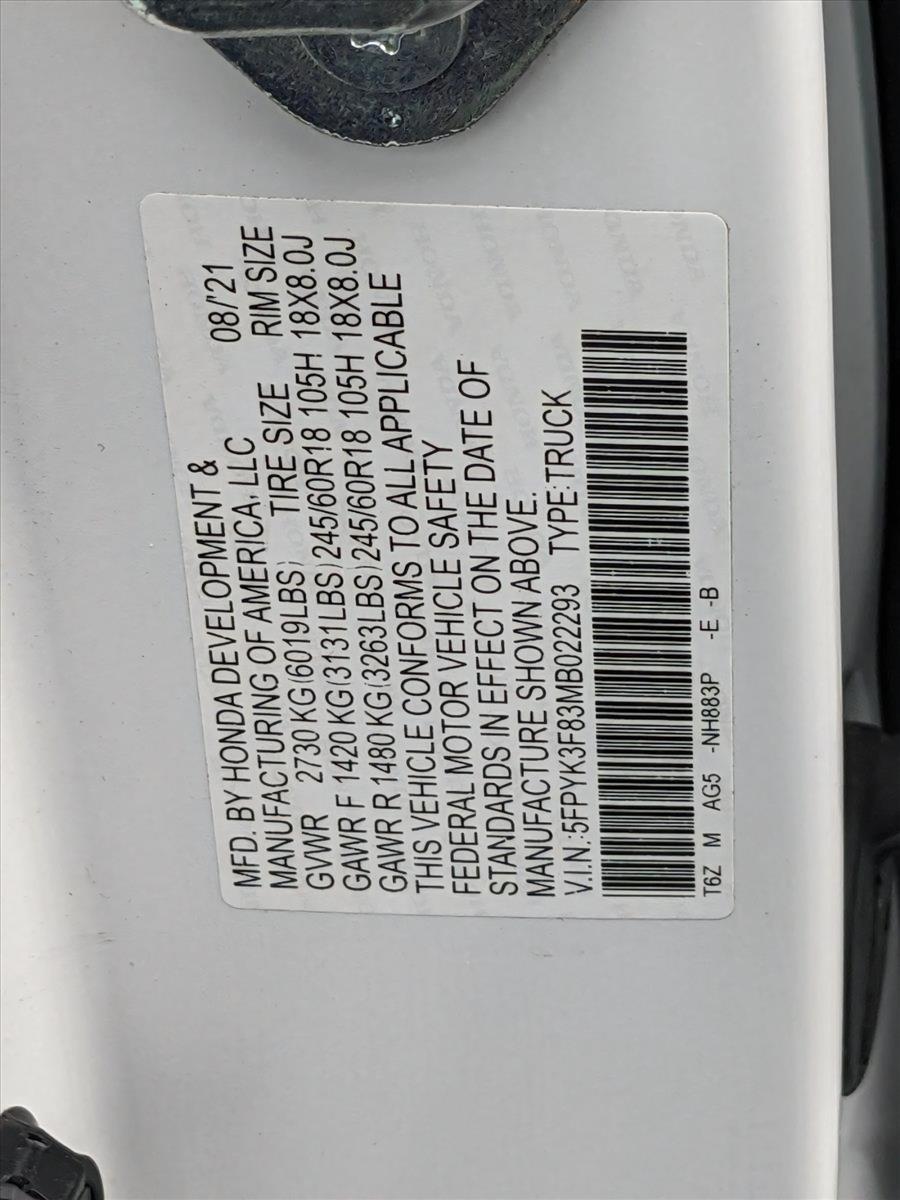 MFD. BY HONDA DEVELOPMENT &
MANUFACTURING OF AMERICA, LLC 08/'21
TIRE SIZE RIM SIZE
GVWR 2730 KG (6019LBS)
GAWR F 1420 KG (3131LBS) 245/60R18 105H 18X8.0J
GAWR R 1480 KG (3263LBS) 245/60R18 105H 18X8.0J
THIS VEHICLE CONFORMS TO ALL APPLICABLE
FEDERAL MOTOR VEHICLE SAFETY
STANDARDS IN EFFECT ON THE DATE OF
MANUFACTURE SHOWN ABOVE.
V.I.N.:5FPYK3F83MB022293 TYPE:TRUCK
T6Z M AG5 -NH883P -E -B